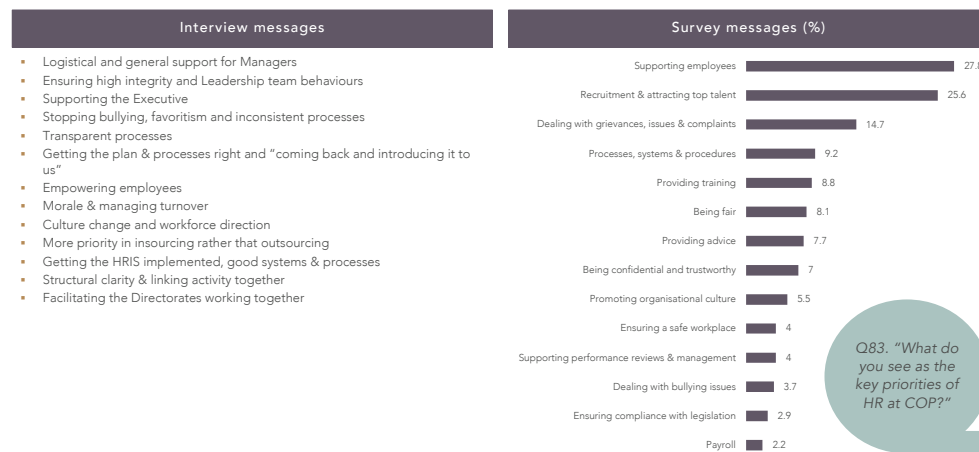 Interview messages
Logistical and general support for Managers
Ensuring high integrity and Leadership team behaviours
Supporting the Executive
Stopping bullying, favoritism and inconsistent processes
Transparent processes
Getting the plan & processes right and “coming back and introducing it to
us”
Empowering employees
Morale & managing turnover
Culture change and workforce direction
More priority in insourcing rather that outsourcing
Getting the HRIS implemented, good systems & processes
Structural clarity & linking activity together
Facilitating the Directorates working together
Survey messages (%)
Supporting employees 27.8
Recruitment & attracting top talent 25.6
Dealing with grievances, issues & complaints 14.7
Processes, systems & procedures 9.2
Providing training 8.8
Being fair 8.1
Providing advice 7.7
Being confidential and trustworthy 7
Promoting organisational culture 5.5
Ensuring a safe workplace 4
Supporting performance reviews & management 4
Dealing with bullying issues 3.7
Ensuring compliance with legislation 2.9
Payroll 2.2
Q83. “What do
you see as the
key priorities of
HR at COP?”